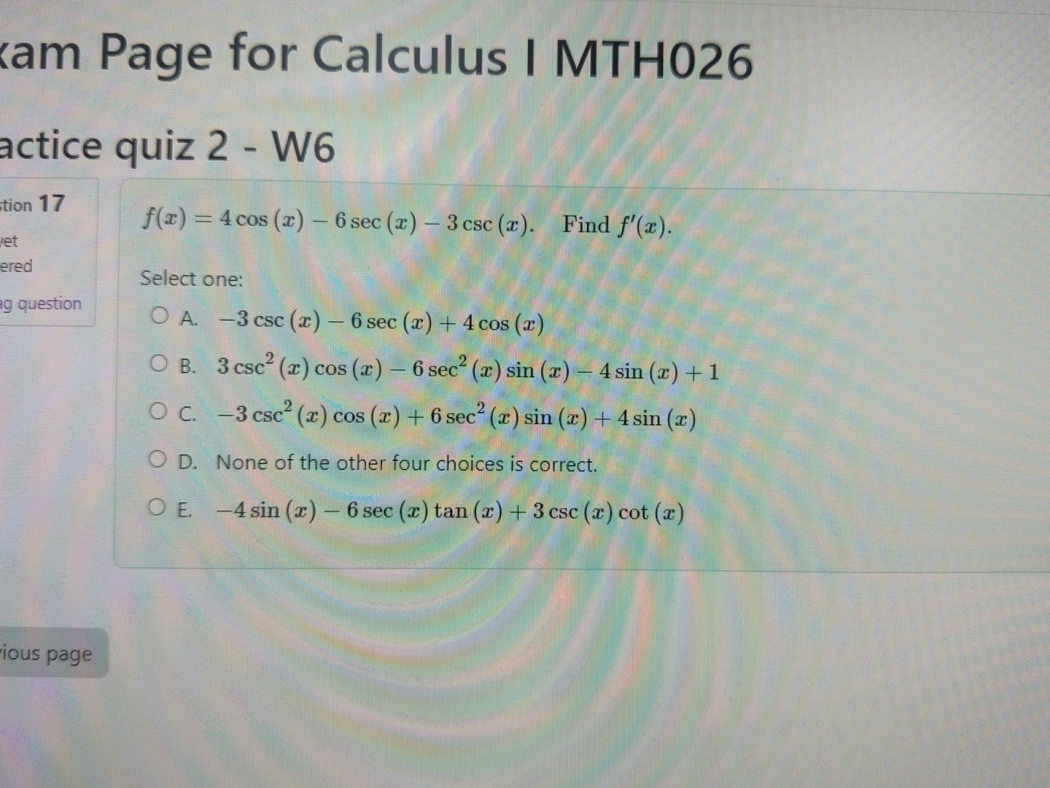 xam Page for Calculus I MTH026
actice quiz 2 - W6
stion 17
yet
ered
ag question
f(x) = 4 cos (x) − 6 sec (x) − 3 csc (x). Find f′(x).
Select one:
A. −3 csc (x) − 6 sec (x) + 4 cos (x)
B. 3 csc² (x) cos (x) − 6 sec² (x) sin (x) − 4 sin (x) + 1
C. −3 csc² (x) cos (x) + 6 sec² (x) sin (x) + 4 sin (x)
D. None of the other four choices is correct.
E. −4 sin (x) − 6 sec (x) tan (x) + 3 csc (x) cot (x)
vious page